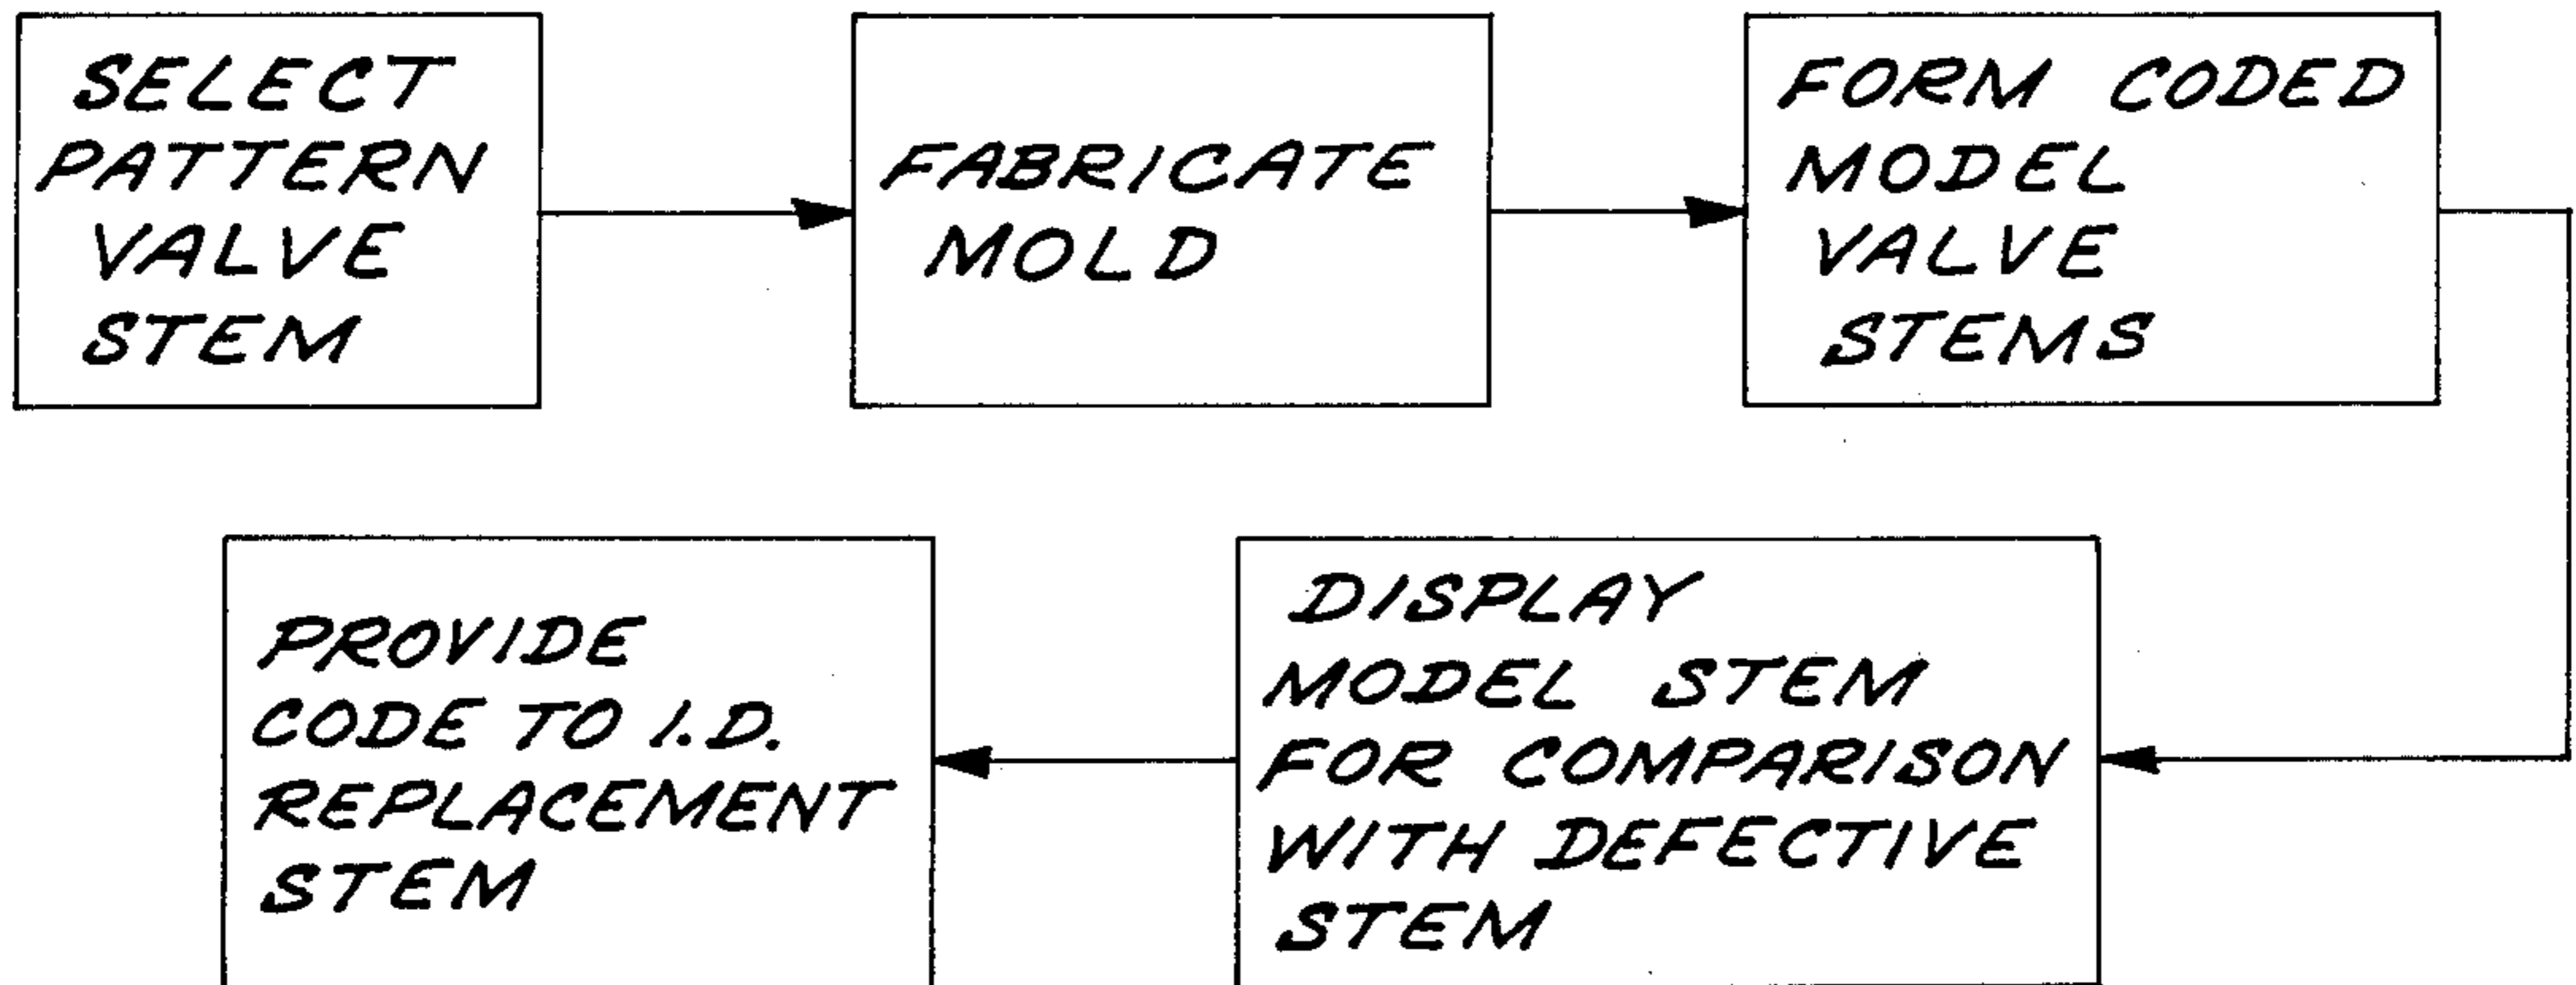 SELECT
PATTERN
VALVE
STEM
FABRICATE
MOLD
FORM CODED
MODEL
VALVE
STEMS
DISPLAY
MODEL STEM
FOR COMPARISON
WITH DEFECTIVE
STEM
PROVIDE
CODE TO I.D.
REPLACEMENT
STEM